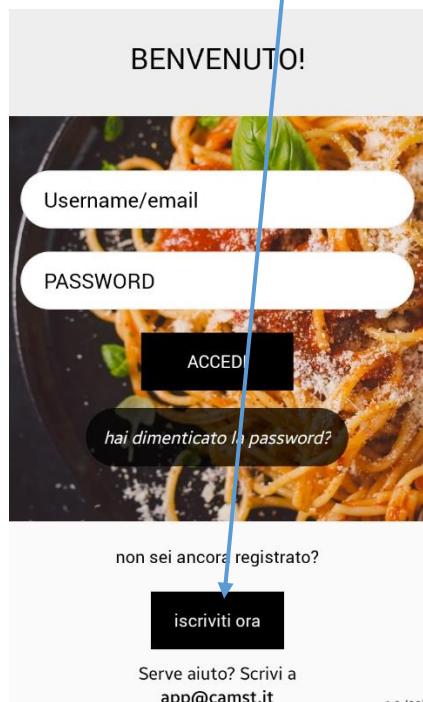 BENVENUTO!
Username/email
PASSWORD
ACCEDI
hai dimenticato la password?
non sei ancora registrato?
iscriviti ora
Serve aiuto? Scrivi a
app@camst.it